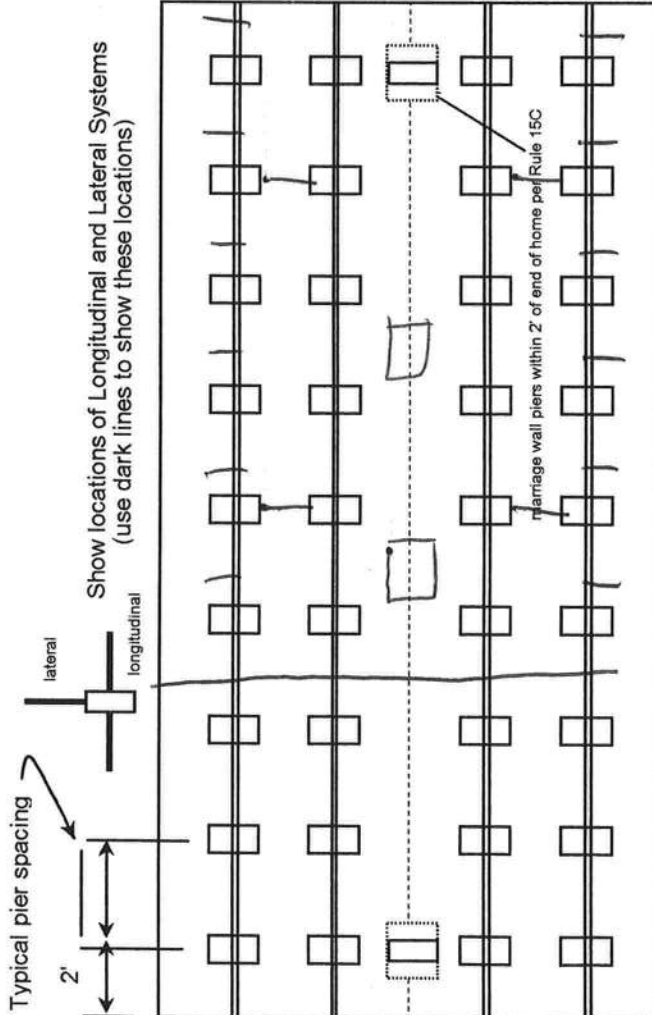 Typical pier spacing
2'
lateral
longitudinal
Show locations of Longitudinal and Lateral Systems
(use dark lines to show these locations)
marriage wall piers within 2' of end of home per Rule 15C